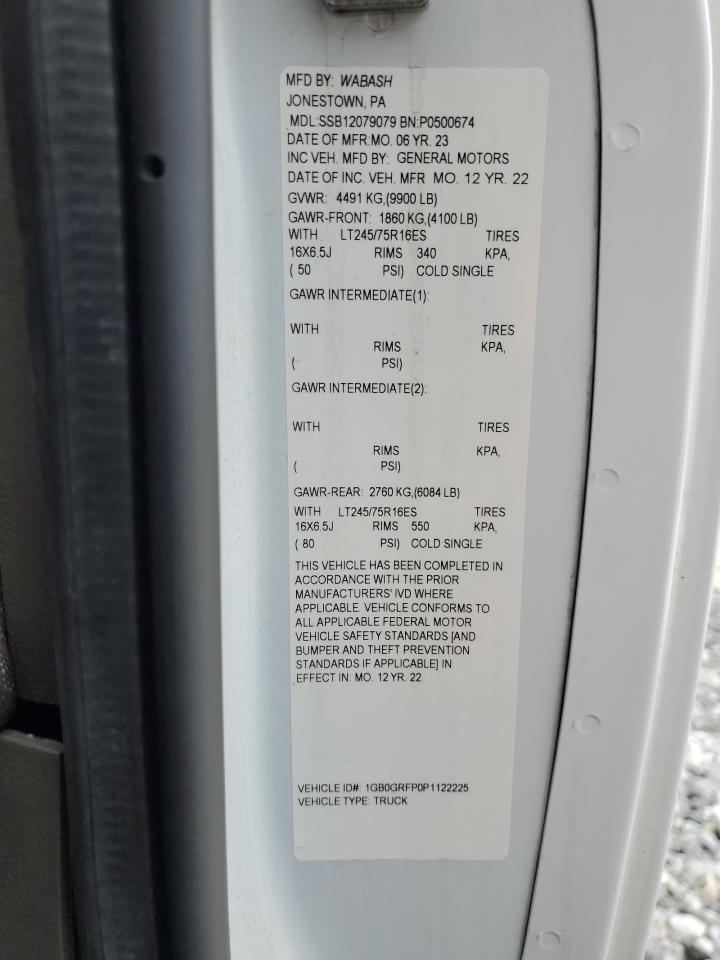 MFD BY: WABASH
JONESTOWN, PA
MDL:SSB12079079 BN:P0500674
DATE OF MFR:MO. 06 YR. 23
INC VEH. MFD BY: GENERAL MOTORS
DATE OF INC. VEH. MFR MO. 12 YR. 22
GVWR: 4491 KG,(9900 LB)
GAWR-FRONT: 1860 KG,(4100 LB)
WITH LT245/75R16ES TIRES
16X6.5J RIMS 340 KPA,
( 50 PSI) COLD SINGLE
GAWR INTERMEDIATE(1):
WITH TIRES
RIMS KPA,
( PSI)
GAWR INTERMEDIATE(2):
WITH TIRES
RIMS KPA,
( PSI)
GAWR-REAR: 2760 KG,(6084 LB)
WITH LT245/75R16ES TIRES
16X6.5J RIMS 550 KPA,
( 80 PSI) COLD SINGLE
THIS VEHICLE HAS BEEN COMPLETED IN
ACCORDANCE WITH THE PRIOR
MANUFACTURERS' IVD WHERE
APPLICABLE. VEHICLE CONFORMS TO
ALL APPLICABLE FEDERAL MOTOR
VEHICLE SAFETY STANDARDS [AND
BUMPER AND THEFT PREVENTION
STANDARDS IF APPLICABLE] IN
EFFECT IN: MO. 12 YR. 22
VEHICLE ID#: 1GB0GRFP0P1122225
VEHICLE TYPE: TRUCK